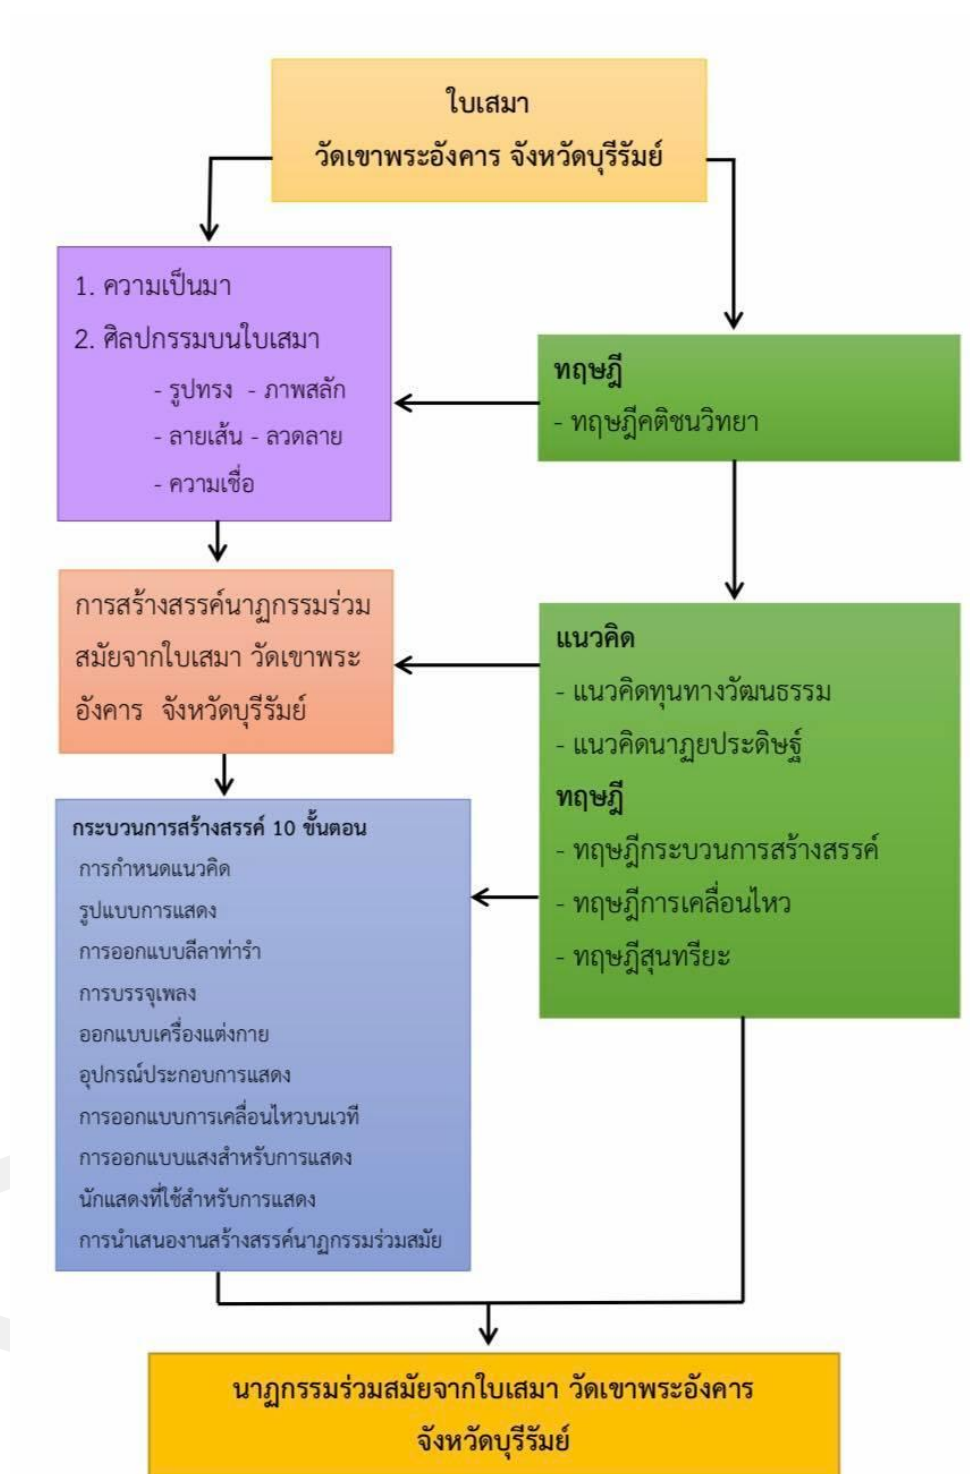 ใบเสมา
วัดเขาพระอังคาร จังหวัดบุรีรัมย์
1. ความเป็นมา
2. ศิลปกรรมบนใบเสมา
- รูปทรง - ภาพสลัก
- ลายเส้น - ลวดลาย
- ความเชื่อ
ทฤษฎี
- ทฤษฎีคติชนวิทยา
การสร้างสรรค์นาฏกรรมร่วม
สมัยจากใบเสมา วัดเขาพระ
อังคาร จังหวัดบุรีรัมย์
แนวคิด
- แนวคิดทุนทางวัฒนธรรม
- แนวคิดนาฏยประดิษฐ์
ทฤษฎี
- ทฤษฎีกระบวนการสร้างสรรค์
- ทฤษฎีการเคลื่อนไหว
- ทฤษฎีสุนทรียะ
กระบวนการสร้างสรรค์ 10 ขั้นตอน
การกำหนดแนวคิด
รูปแบบการแสดง
การออกแบบลีลาท่ารำ
การบรรจุเพลง
ออกแบบเครื่องแต่งกาย
อุปกรณ์ประกอบการแสดง
การออกแบบการเคลื่อนไหวบนเวที
การออกแบบแสงสำหรับการแสดง
นักแสดงที่ใช้สำหรับการแสดง
การนำเสนองานสร้างสรรค์นาฏกรรมร่วมสมัย
นาฏกรรมร่วมสมัยจากใบเสมา วัดเขาพระอังคาร
จังหวัดบุรีรัมย์